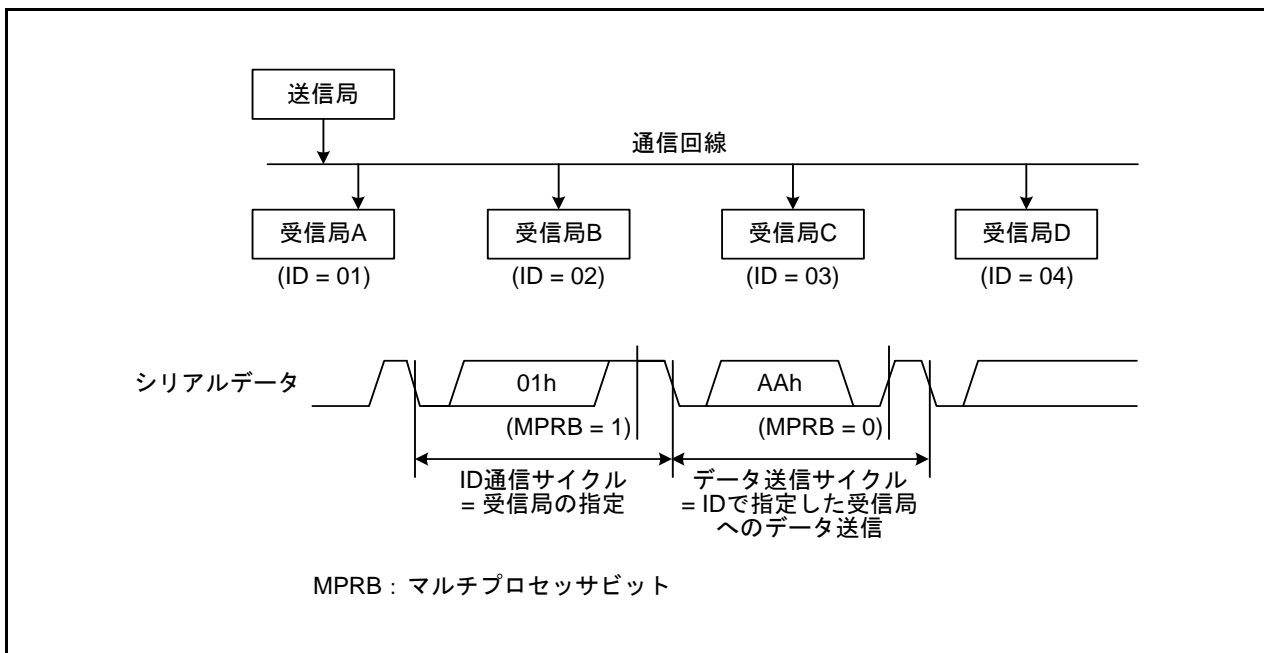 送信局
通信回線
受信局A 受信局B 受信局C 受信局D
(ID = 01) (ID = 02) (ID = 03) (ID = 04)
シリアルデータ 01h AAh
(MPRB = 1) (MPRB = 0)
ID通信サイクル
= 受信局の指定
データ送信サイクル
= IDで指定した受信局
へのデータ送信
MPRB : マルチプロセッサビット